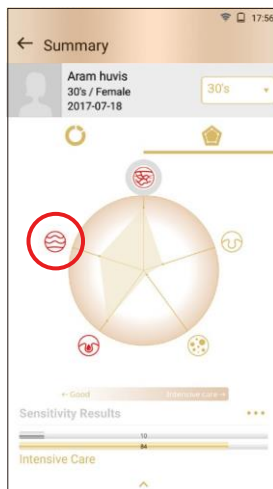 17:56
← Summary
Aram huvis
30's / Female
2017-07-18
30's
← Good Intensive care →
Sensitivity Results
10
84
Intensive Care